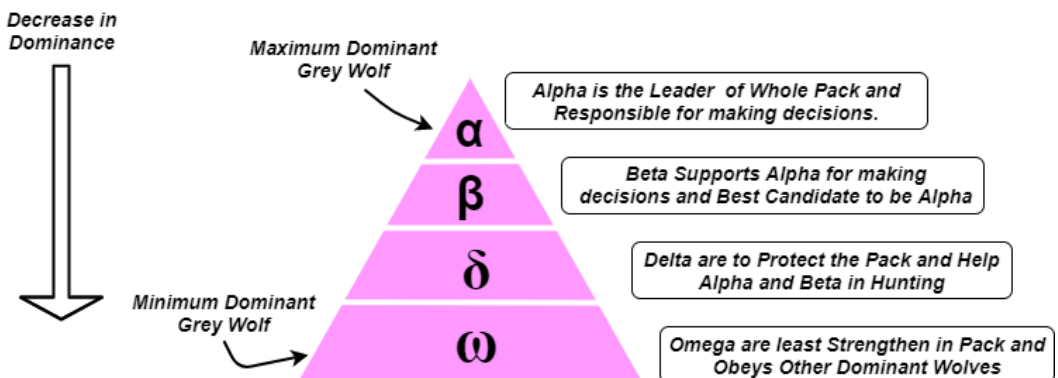 Decrease in
Dominance
Maximum Dominant
Grey Wolf
Alpha is the Leader of Whole Pack and
Responsible for making decisions.
α
Beta Supports Alpha for making
decisions and Best Candidate to be Alpha
β
Delta are to Protect the Pack and Help
Alpha and Beta in Hunting
δ
Minimum Dominant
Grey Wolf
Omega are least Strengthen in Pack and
Obeys Other Dominant Wolves
ω